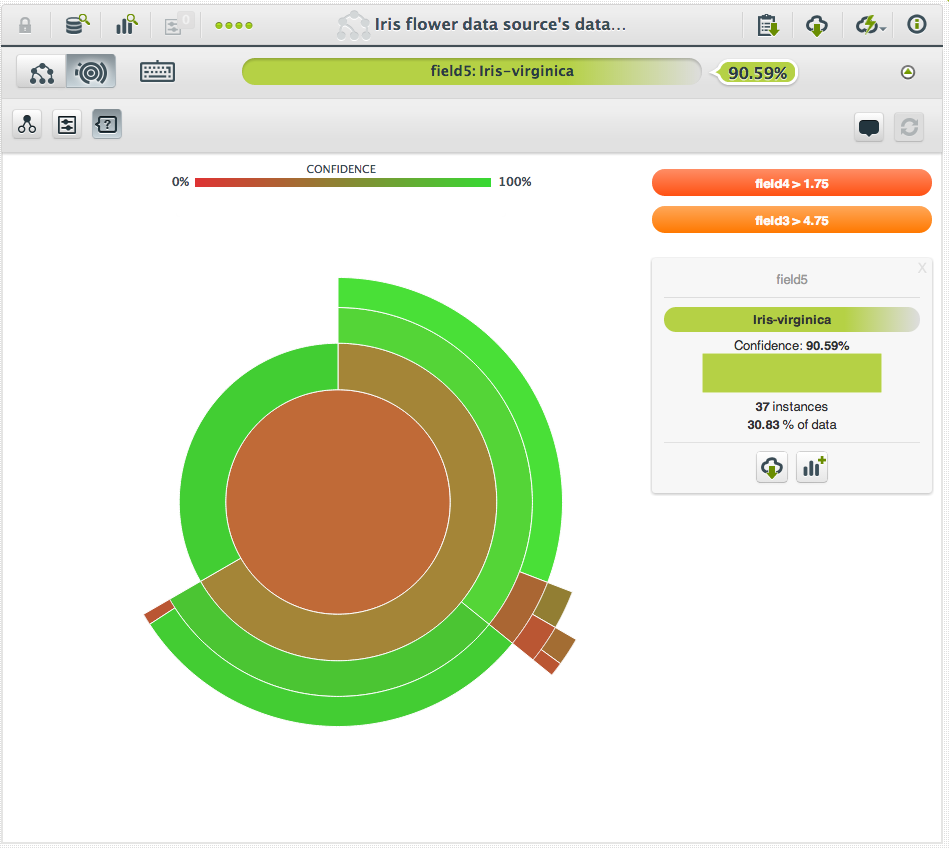 0
Iris flower data source's data…
field5: Iris-virginica
90.59%
?
CONFIDENCE
0%
100%
field4 > 1.75
field3 > 4.75
X
field5
Iris-virginica
Confidence: 90.59%
37 instances
30.83 % of data